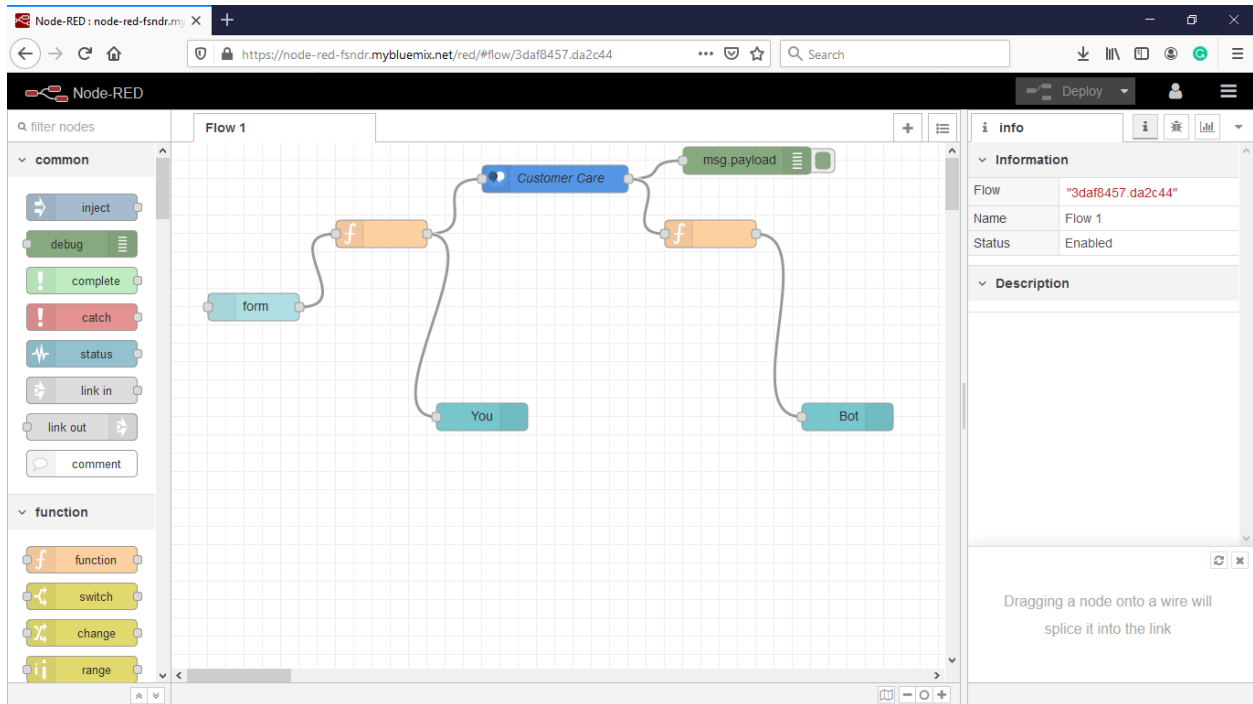 Node-RED : node-red-fsndr.my
https://node-red-fsndr.mybluemix.net/red/#flow/3daf8457.da2c44
Search
Node-RED
Deploy
filter nodes
common
inject
debug
complete
catch
status
link in
link out
comment
function
function
switch
change
range
Flow 1
Customer Care
msg.payload
form
You
Bot
info
Information
Flow "3daf8457.da2c44"
Name Flow 1
Status Enabled
Description
Dragging a node onto a wire will
splice it into the link